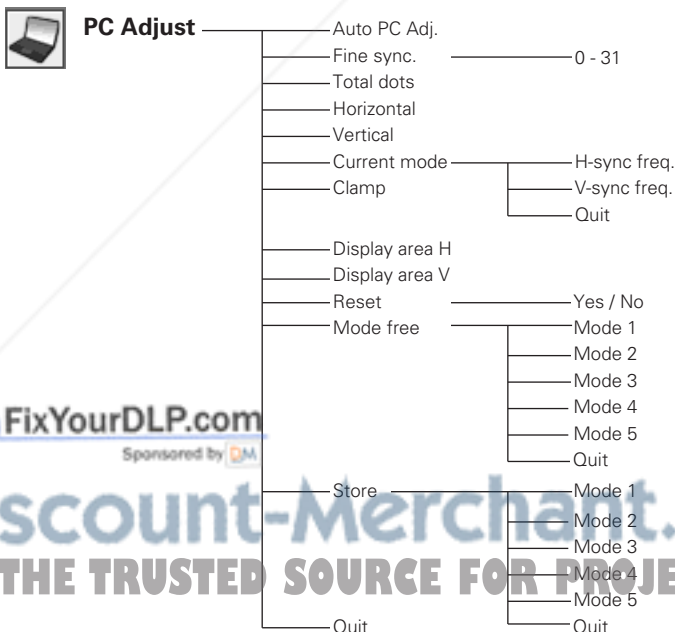 PC Adjust
Auto PC Adj.
Fine sync. 0 - 31
Total dots
Horizontal
Vertical
Current mode H-sync freq.
Clamp V-sync freq.
Quit
Display area H
Display area V
Reset Yes / No
Mode free Mode 1
Mode 2
Mode 3
Mode 4
Mode 5
Quit
FixYourDLP.com
Sponsored by DM
Store Mode 1
scount-Merchant.
Mode 2
Mode 3
THE TRUSTED SOURCE FOR PROJE
Mode 4
Mode 5
Quit Quit